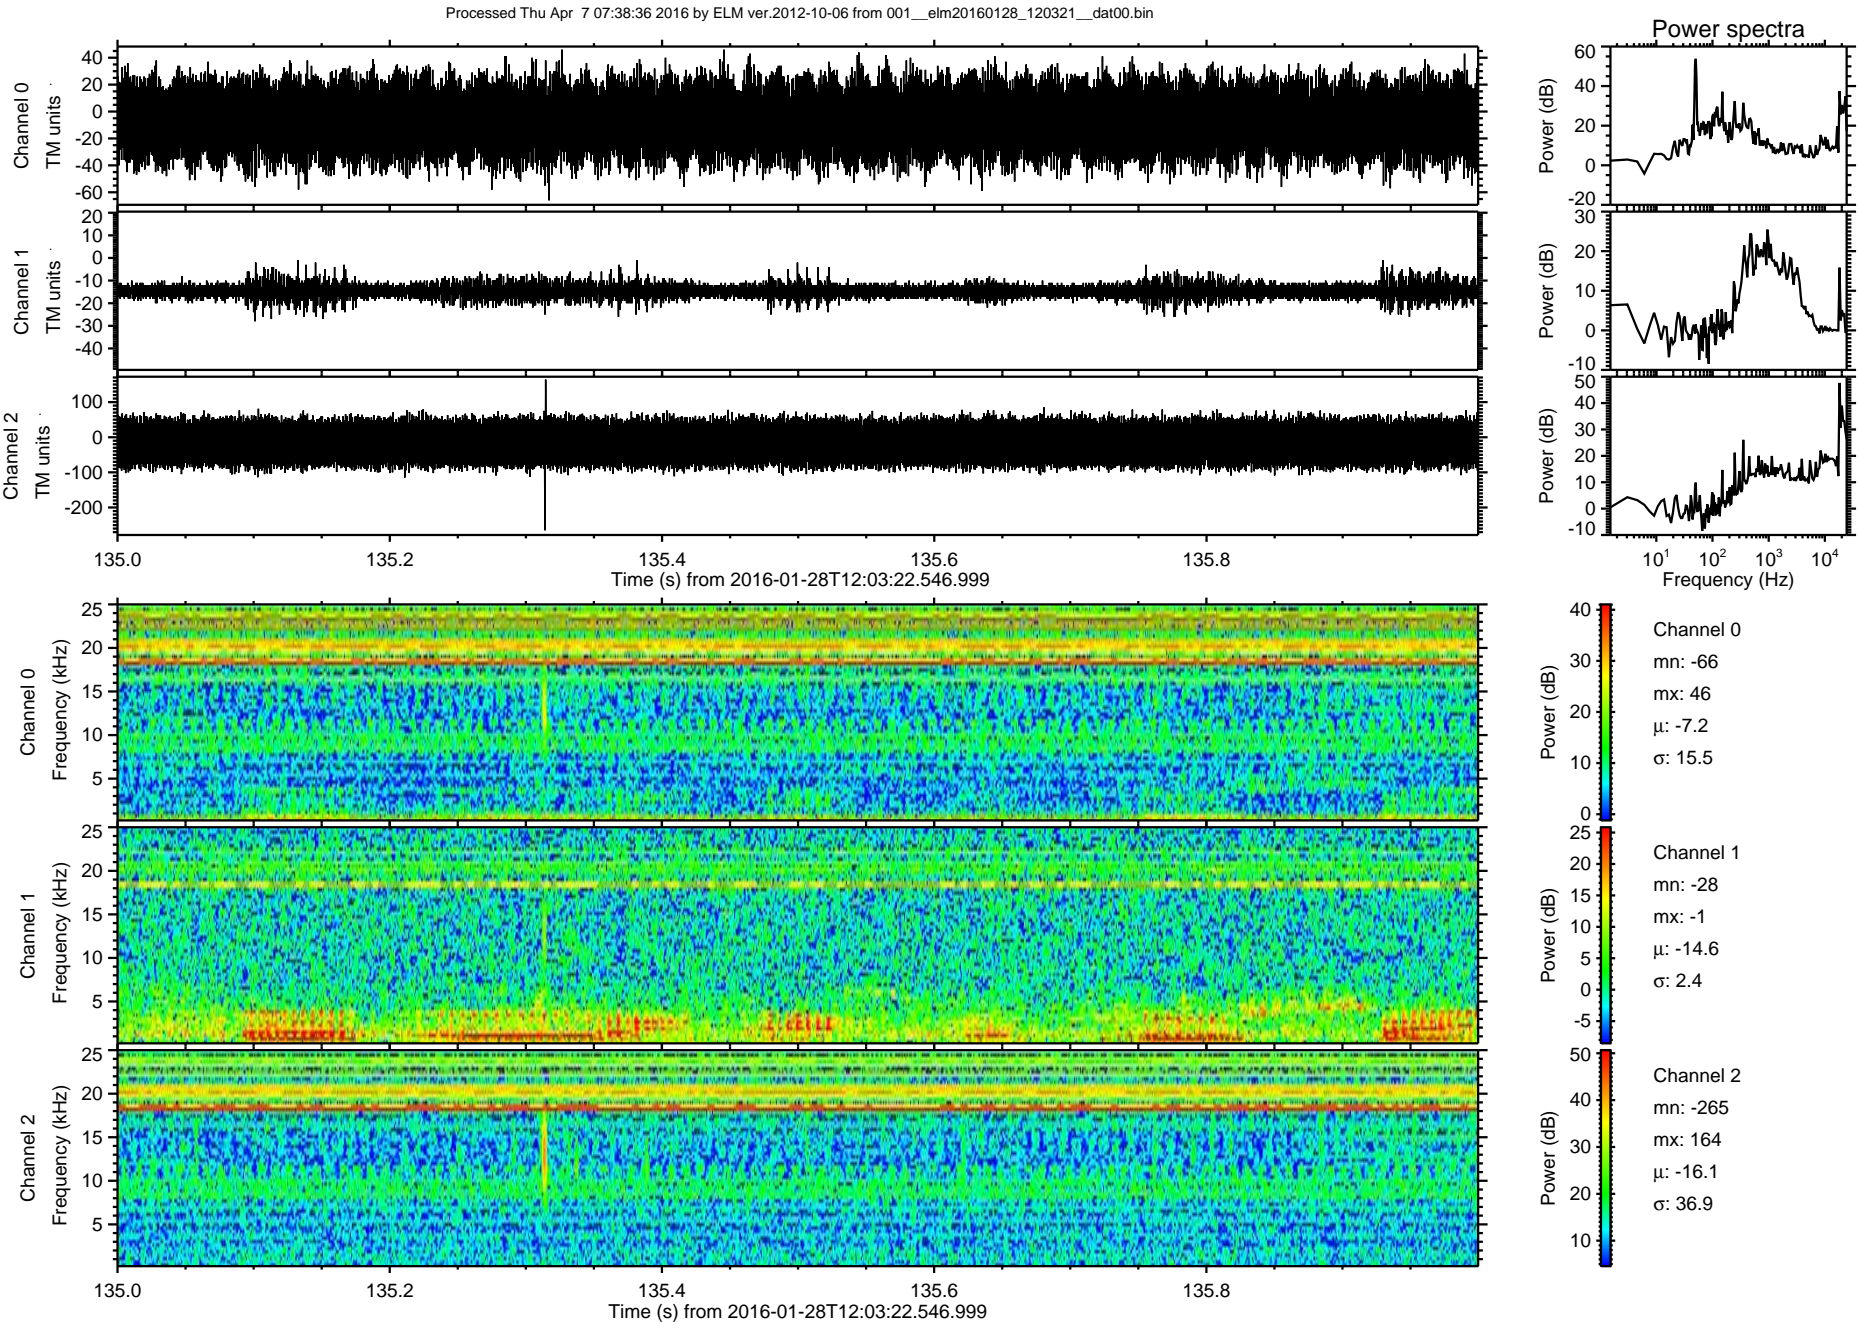 Processed Thu Apr  7 07:38:36 2016 by ELM ver.2012-10-06 from 001__elm20160128_120321__dat00.bin
Power spectra
Channel 0
TM units
40
20
0
-20
-40
-60
Power (dB)
60
40
20
0
-20
Channel 1
TM units
20
10
0
-10
-20
-30
-40
Power (dB)
30
20
10
0
-10
Channel 2
TM units
100
0
-100
-200
Power (dB)
50
40
30
20
10
0
-10
135.0 135.2 135.4 135.6 135.8
Time (s) from 2016-01-28T12:03:22.546.999
10^1 10^2 10^3 10^4
Frequency (Hz)
Channel 0
Frequency (kHz)
25
20
15
10
5
Power (dB)
40
30
20
10
0
Channel 0
mn: -66
mx: 46
μ: -7.2
σ: 15.5
Channel 1
Frequency (kHz)
25
20
15
10
5
Power (dB)
25
20
15
10
5
0
-5
Channel 1
mn: -28
mx: -1
μ: -14.6
σ: 2.4
Channel 2
Frequency (kHz)
25
20
15
10
5
Power (dB)
50
40
30
20
10
Channel 2
mn: -265
mx: 164
μ: -16.1
σ: 36.9
135.0 135.2 135.4 135.6 135.8
Time (s) from 2016-01-28T12:03:22.546.999